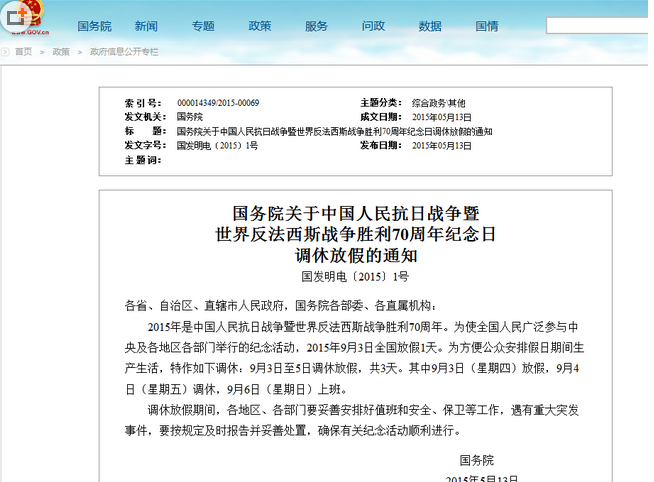 www.GOV.cn
国务院 新闻 专题 政策 服务 问政 数据 国情
首页 > 政策 > 政府信息公开专栏
索 引 号： 000014349/2015-00069 主题分类： 综合政务\其他
发文机关： 国务院 成文日期： 2015年05月13日
标 题： 国务院关于中国人民抗日战争暨世界反法西斯战争胜利70周年纪念日调休放假的通知
发文字号： 国发明电〔2015〕1号 发布日期： 2015年05月13日
主 题 词：
国务院关于中国人民抗日战争暨
世界反法西斯战争胜利70周年纪念日
调休放假的通知
国发明电〔2015〕1号
各省、自治区、直辖市人民政府，国务院各部委、各直属机构：
2015年是中国人民抗日战争暨世界反法西斯战争胜利70周年。为使全国人民广泛参与中
央及各地区各部门举行的纪念活动，2015年9月3日全国放假1天。为方便公众安排假日期间生
产生活，特作如下调休：9月3日至5日调休放假，共3天。其中9月3日（星期四）放假，9月4
日（星期五）调休，9月6日（星期日）上班。
调休放假期间，各地区、各部门要妥善安排好值班和安全、保卫等工作，遇有重大突发
事件，要按规定及时报告并妥善处置，确保有关纪念活动顺利进行。
国务院
2015年5月13日